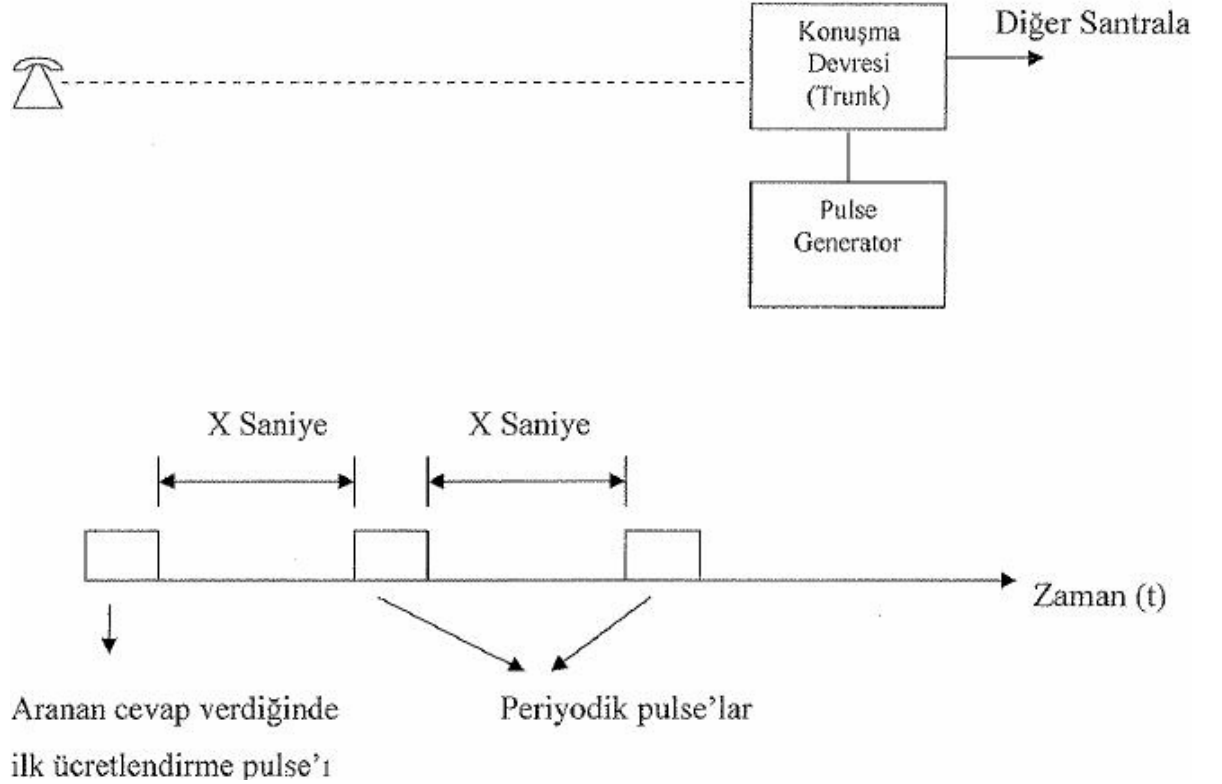 Konuşma
Devresi
(Trunk)
Diğer Santrala
Pulse
Generator
X Saniye
X Saniye
Zaman (t)
Aranan cevap verdiğinde
ilk ücretlendirme pulse'ı
Periyodik pulse'lar